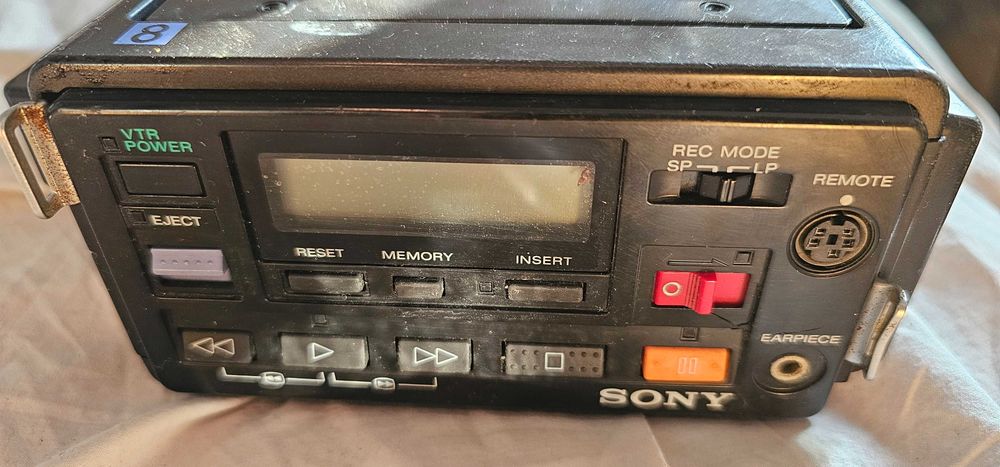 8
VTR
POWER
REC MODE
SP LP
REMOTE
EJECT
RESET MEMORY INSERT
EARPIECE
SONY